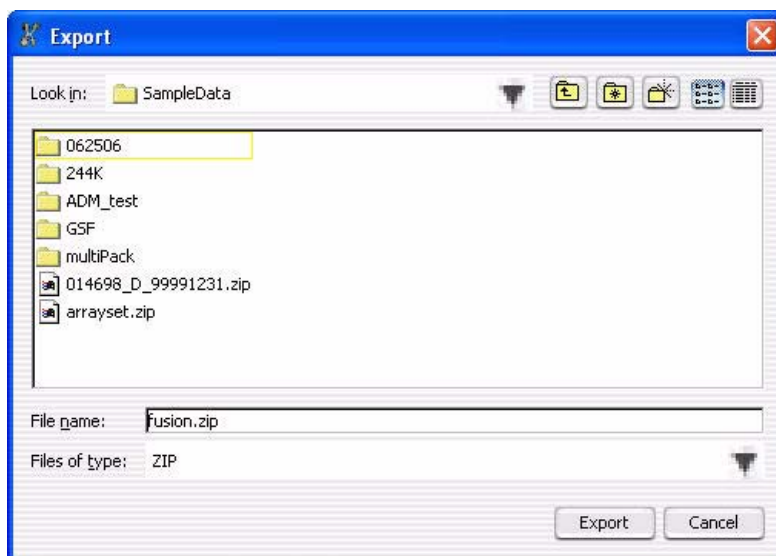 Export
Look in: SampleData
062506
244K
ADM_test
GSF
multiPack
014698_D_99991231.zip
arrayset.zip
File name: fusion.zip
Files of type: ZIP
Export Cancel